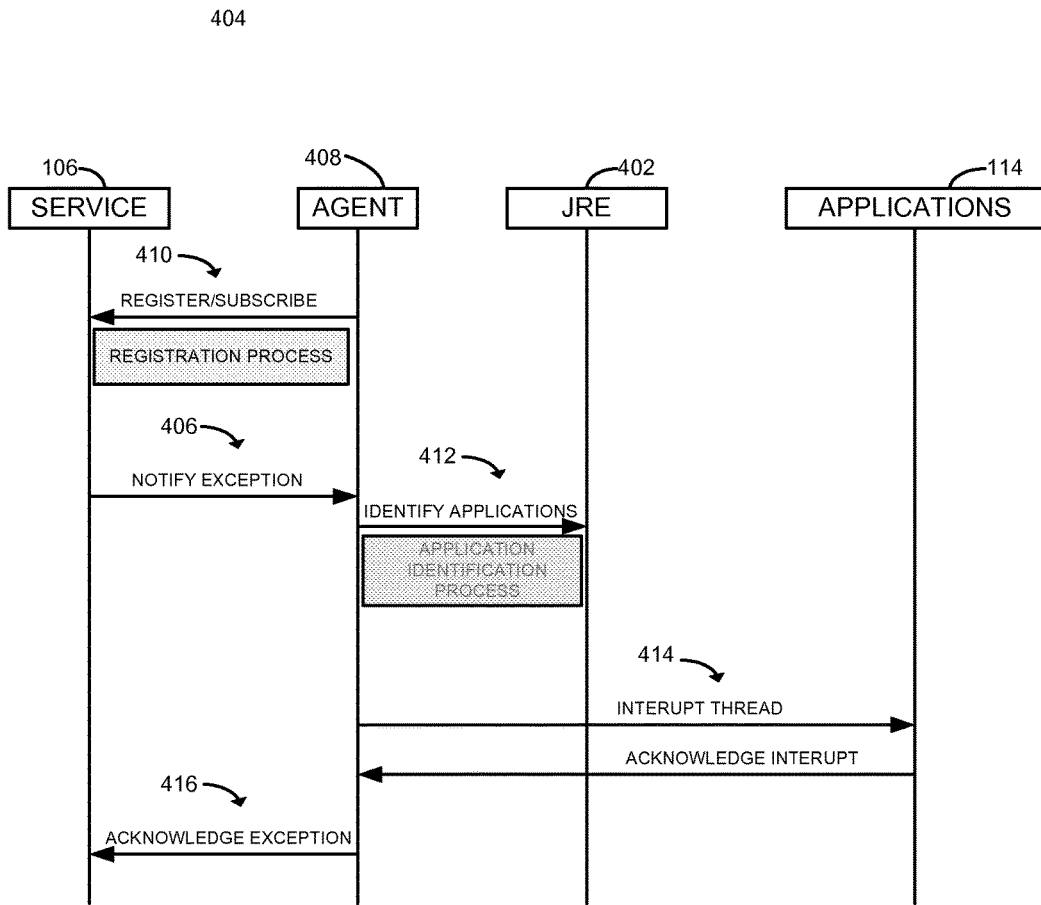 404
106
408
402
114
SERVICE
AGENT
JRE
APPLICATIONS
410
REGISTER/SUBSCRIBE
REGISTRATION PROCESS
406
NOTIFY EXCEPTION
412
IDENTIFY APPLICATIONS
APPLICATION
IDENTIFICATION
PROCESS
414
INTERUPT THREAD
ACKNOWLEDGE INTERUPT
416
ACKNOWLEDGE EXCEPTION